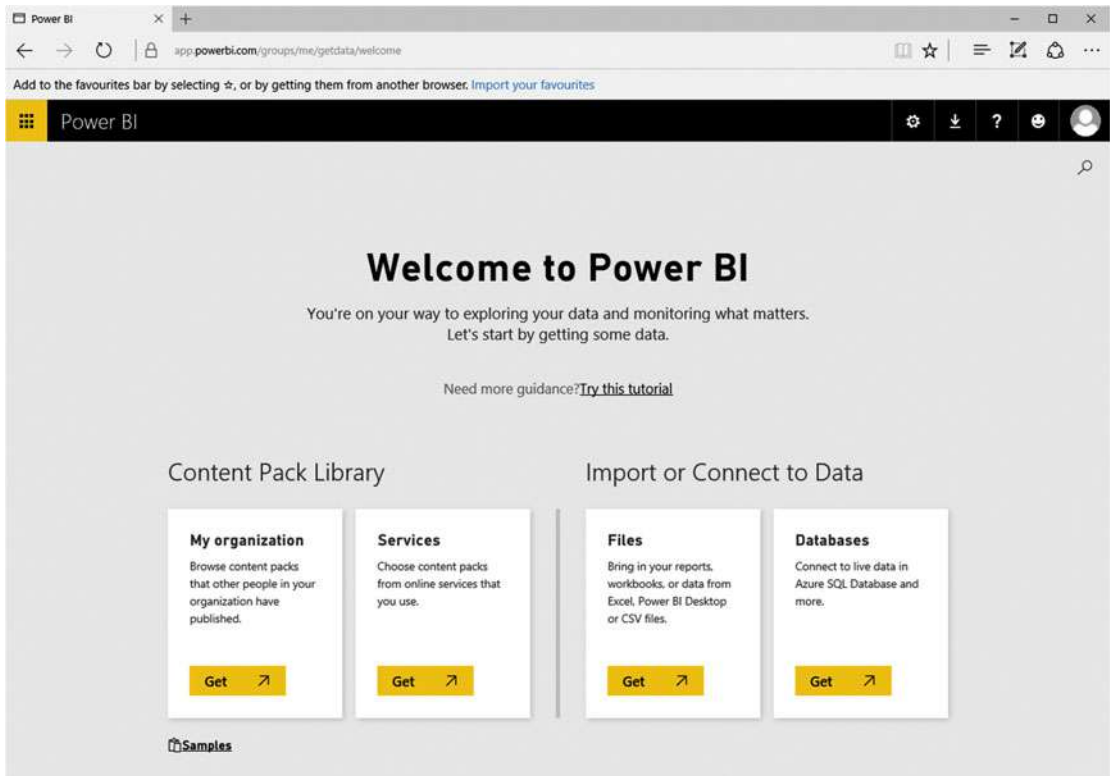 Power BI
app.powerbi.com/groups/me/getdata/welcome
Add to the favourites bar by selecting ☆, or by getting them from another browser. Import your favourites
Power BI
?
Welcome to Power BI
You're on your way to exploring your data and monitoring what matters.
Let's start by getting some data.
Need more guidance?Try this tutorial
Content Pack Library
Import or Connect to Data
My organization
Browse content packs
that other people in your
organization have
published.
Get
Services
Choose content packs
from online services that
you use.
Get
Files
Bring in your reports,
workbooks, or data from
Excel, Power BI Desktop
or CSV files.
Get
Databases
Connect to live data in
Azure SQL Database and
more.
Get
Samples